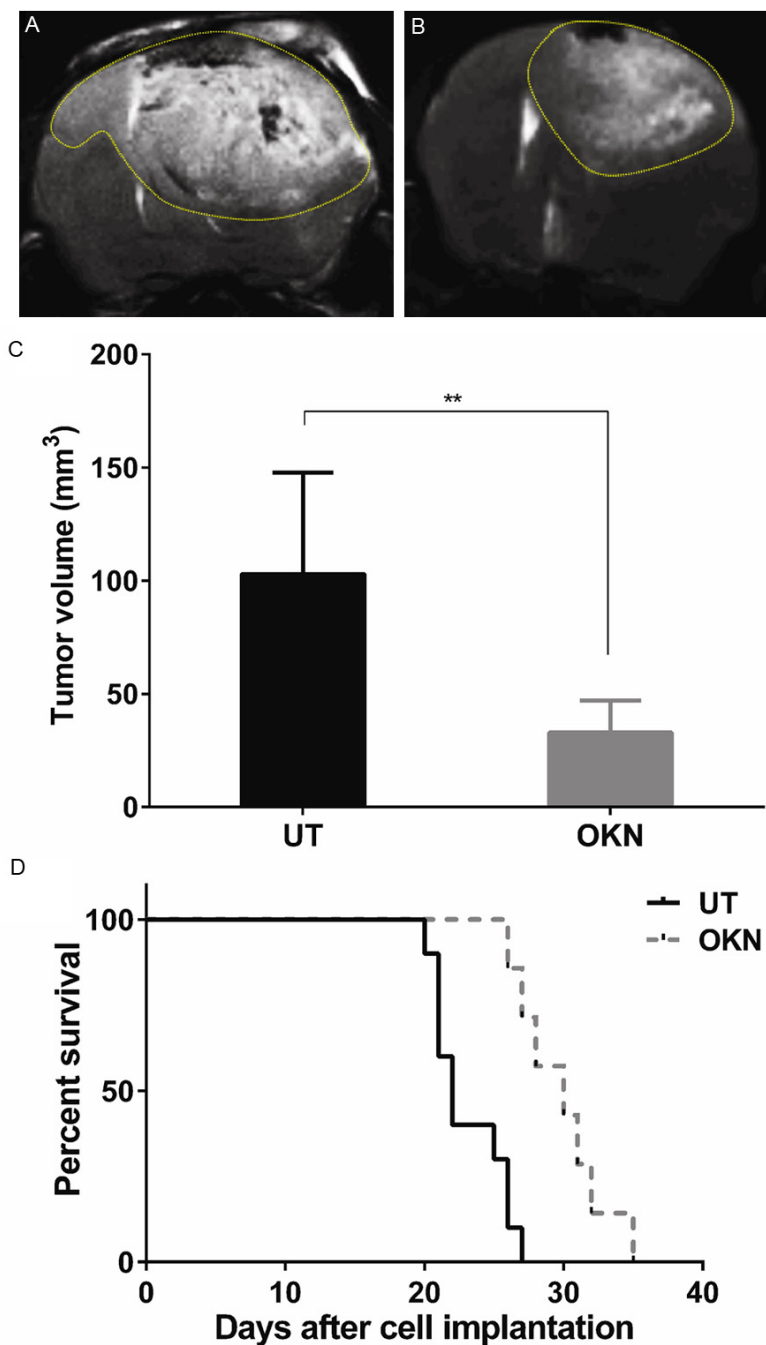 A
B
C
200
150
100
50
0
Tumor volume (mm³)
**
UT
OKN
D
100
50
0
Percent survival
UT
OKN
0 10 20 30 40
Days after cell implantation